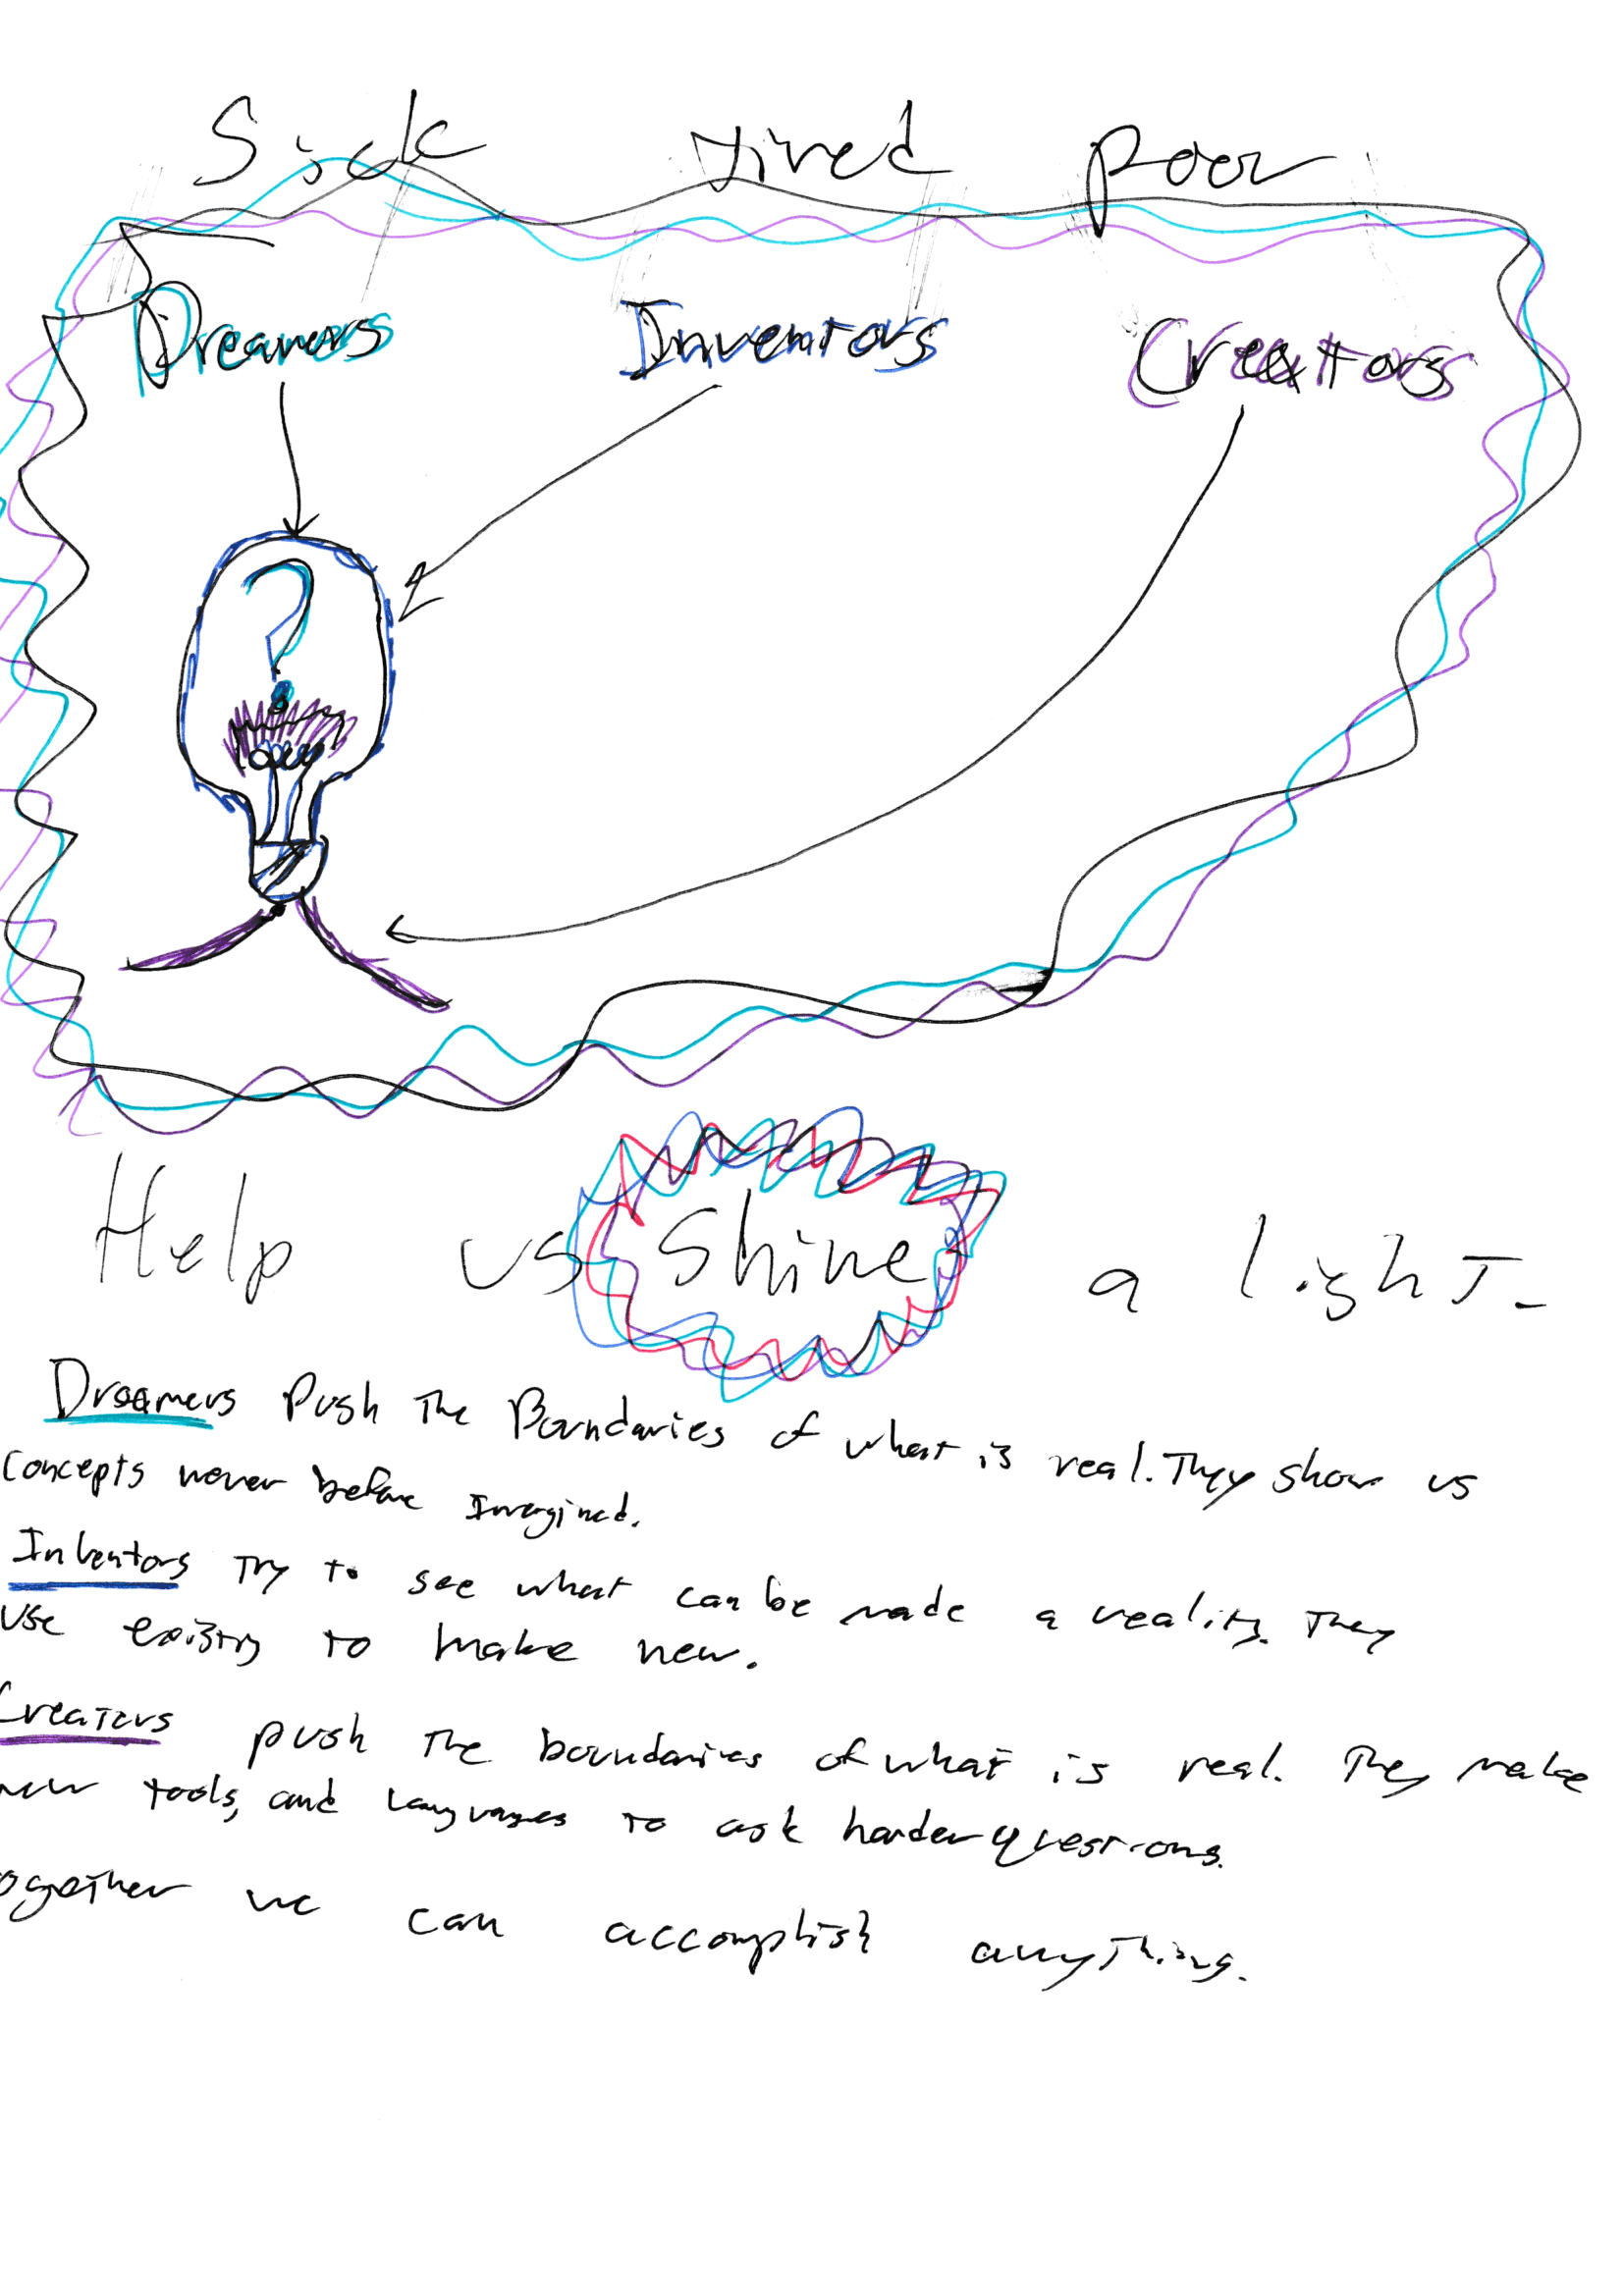 Sick tired poor
Dreamers Inventors Creators
?
Help us shine a light.
Dreamers Push The Boundaries of what is real. They show us
concepts never before Imagined.
Inventors Try to see what can be made a reality. They
use existing to make new.
Creators push the boundaries of what is real. They make
new tools, and languages to ask harder questions.
ogether we can accomplish anything.